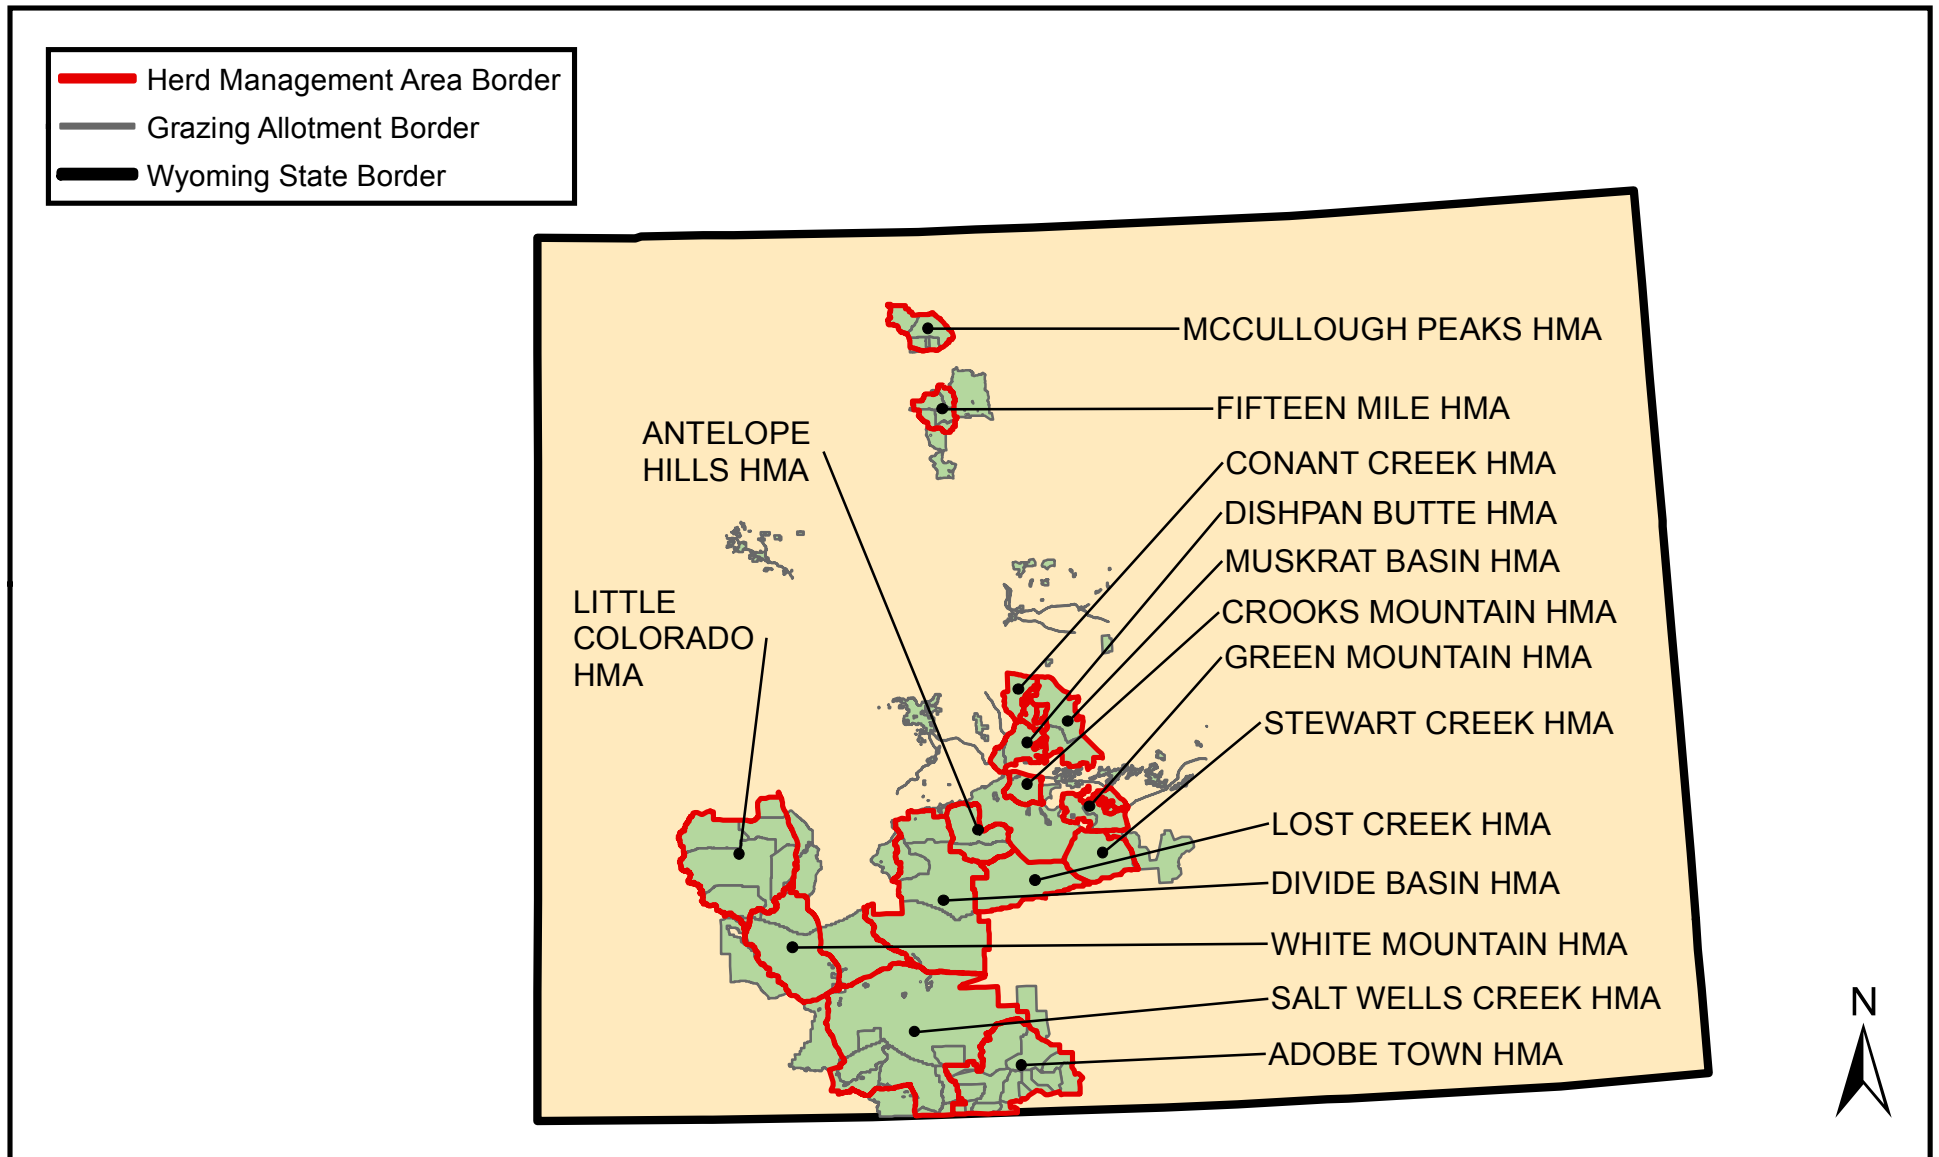 Herd Management Area Border
Grazing Allotment Border
Wyoming State Border
MCCULLOUGH PEAKS HMA
FIFTEEN MILE HMA
ANTELOPE
HILLS HMA
CONANT CREEK HMA
DISHPAN BUTTE HMA
MUSKRAT BASIN HMA
LITTLE
COLORADO
HMA
CROOKS MOUNTAIN HMA
GREEN MOUNTAIN HMA
STEWART CREEK HMA
LOST CREEK HMA
DIVIDE BASIN HMA
WHITE MOUNTAIN HMA
SALT WELLS CREEK HMA
ADOBE TOWN HMA
N